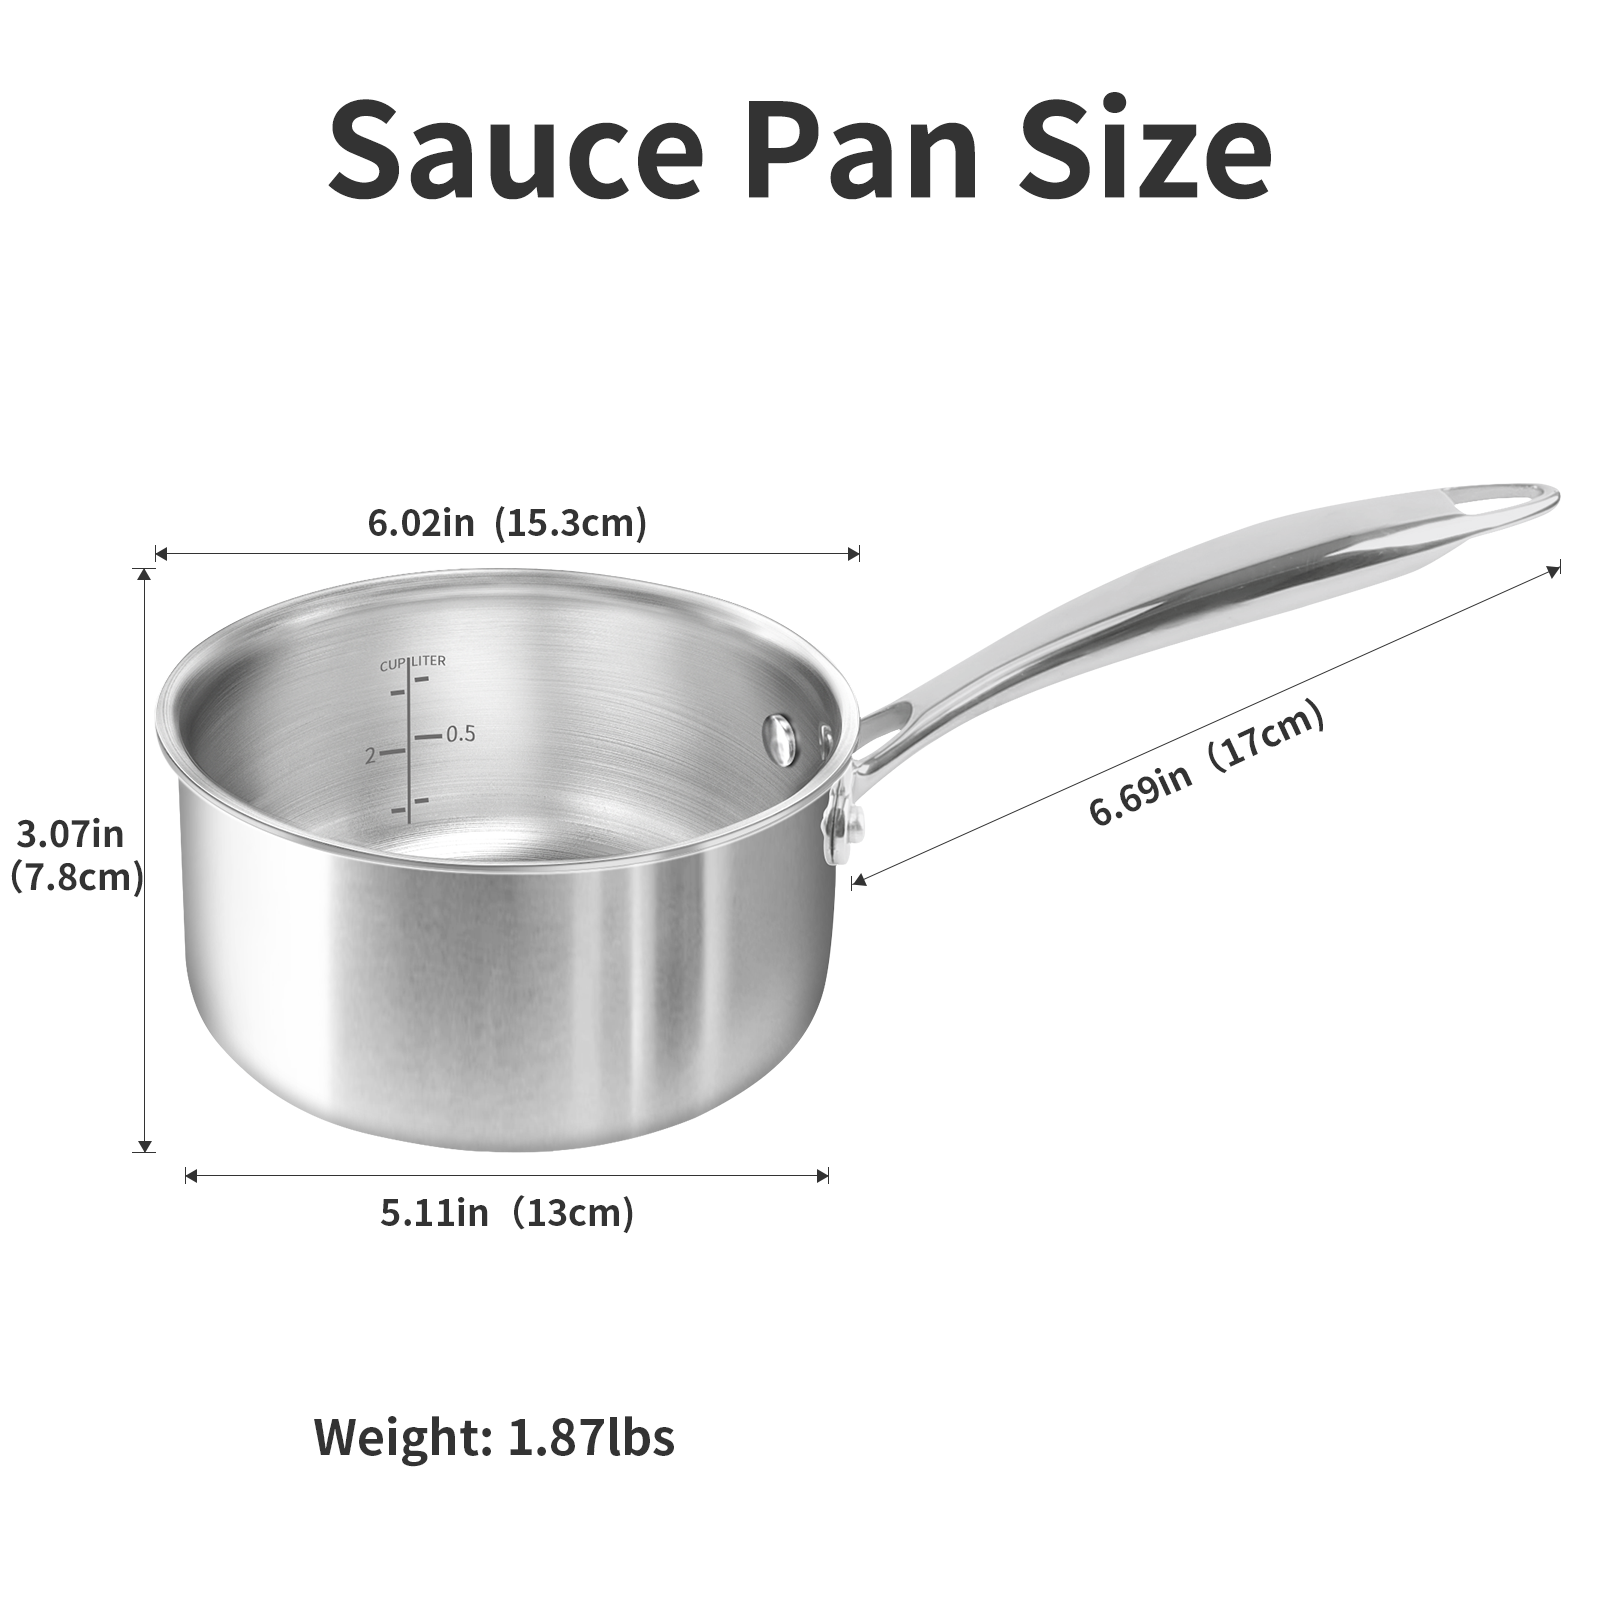 Sauce Pan Size
6.02in (15.3cm)
CUP LITER
0.5
2
3.07in
(7.8cm)
6.69in (17cm)
5.11in (13cm)
Weight: 1.87lbs